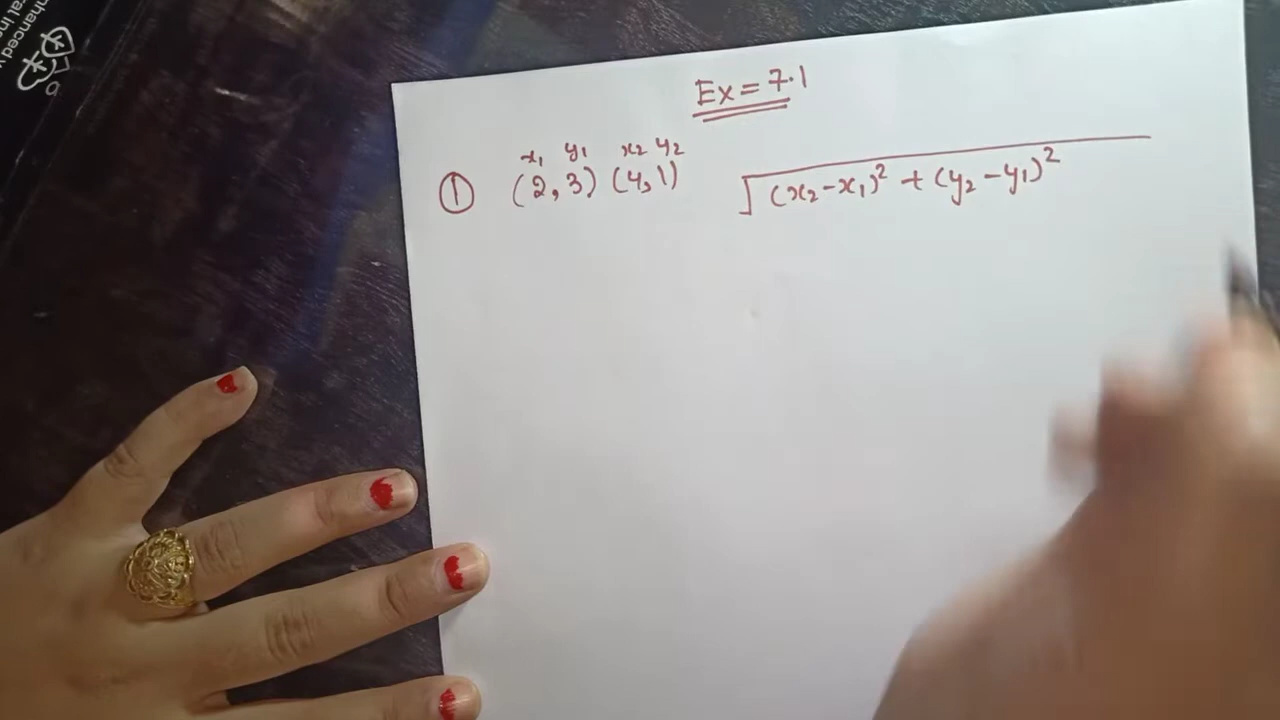 Ex = 7.1
x₁ y₁ x₂ y₂
① (2, 3) (4, 1) √(x₂-x₁)² + (y₂-y₁)²